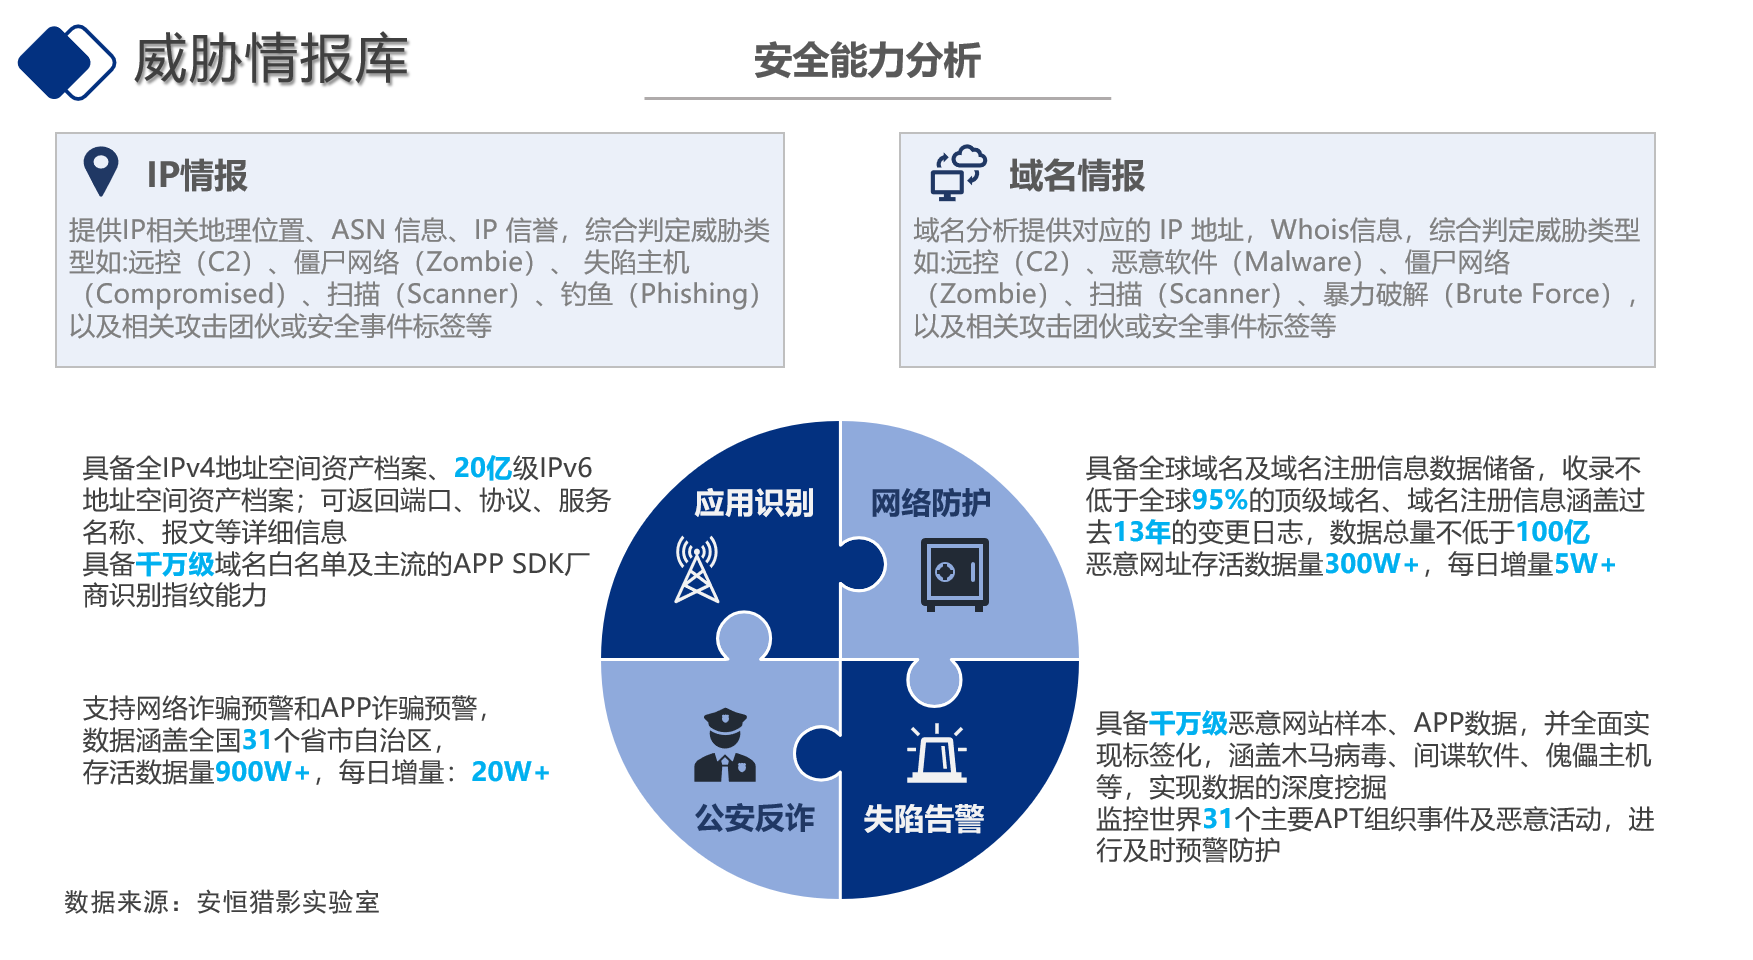 威胁情报库
安全能力分析
IP情报
提供IP相关地理位置、ASN 信息、IP 信誉，综合判定威胁类
型如:远控（C2）、僵尸网络（Zombie）、 失陷主机
（Compromised）、扫描（Scanner）、钓鱼（Phishing）
以及相关攻击团伙或安全事件标签等
域名情报
域名分析提供对应的 IP 地址，Whois信息，综合判定威胁类型
如:远控（C2）、恶意软件（Malware）、僵尸网络
（Zombie）、扫描（Scanner）、暴力破解（Brute Force），
以及相关攻击团伙或安全事件标签等
具备全IPv4地址空间资产档案、20亿级IPv6
地址空间资产档案；可返回端口、协议、服务
名称、报文等详细信息
具备千万级域名白名单及主流的APP SDK厂
商识别指纹能力
应用识别
网络防护
具备全球域名及域名注册信息数据储备，收录不
低于全球95%的顶级域名、域名注册信息涵盖过
去13年的变更日志，数据总量不低于100亿
恶意网址存活数据量300W+，每日增量5W+
支持网络诈骗预警和APP诈骗预警，
数据涵盖全国31个省市自治区，
存活数据量900W+，每日增量：20W+
公安反诈
失陷告警
具备千万级恶意网站样本、APP数据，并全面实
现标签化，涵盖木马病毒、间谍软件、傀儡主机
等，实现数据的深度挖掘
监控世界31个主要APT组织事件及恶意活动，进
行及时预警防护
数据来源：安恒猎影实验室